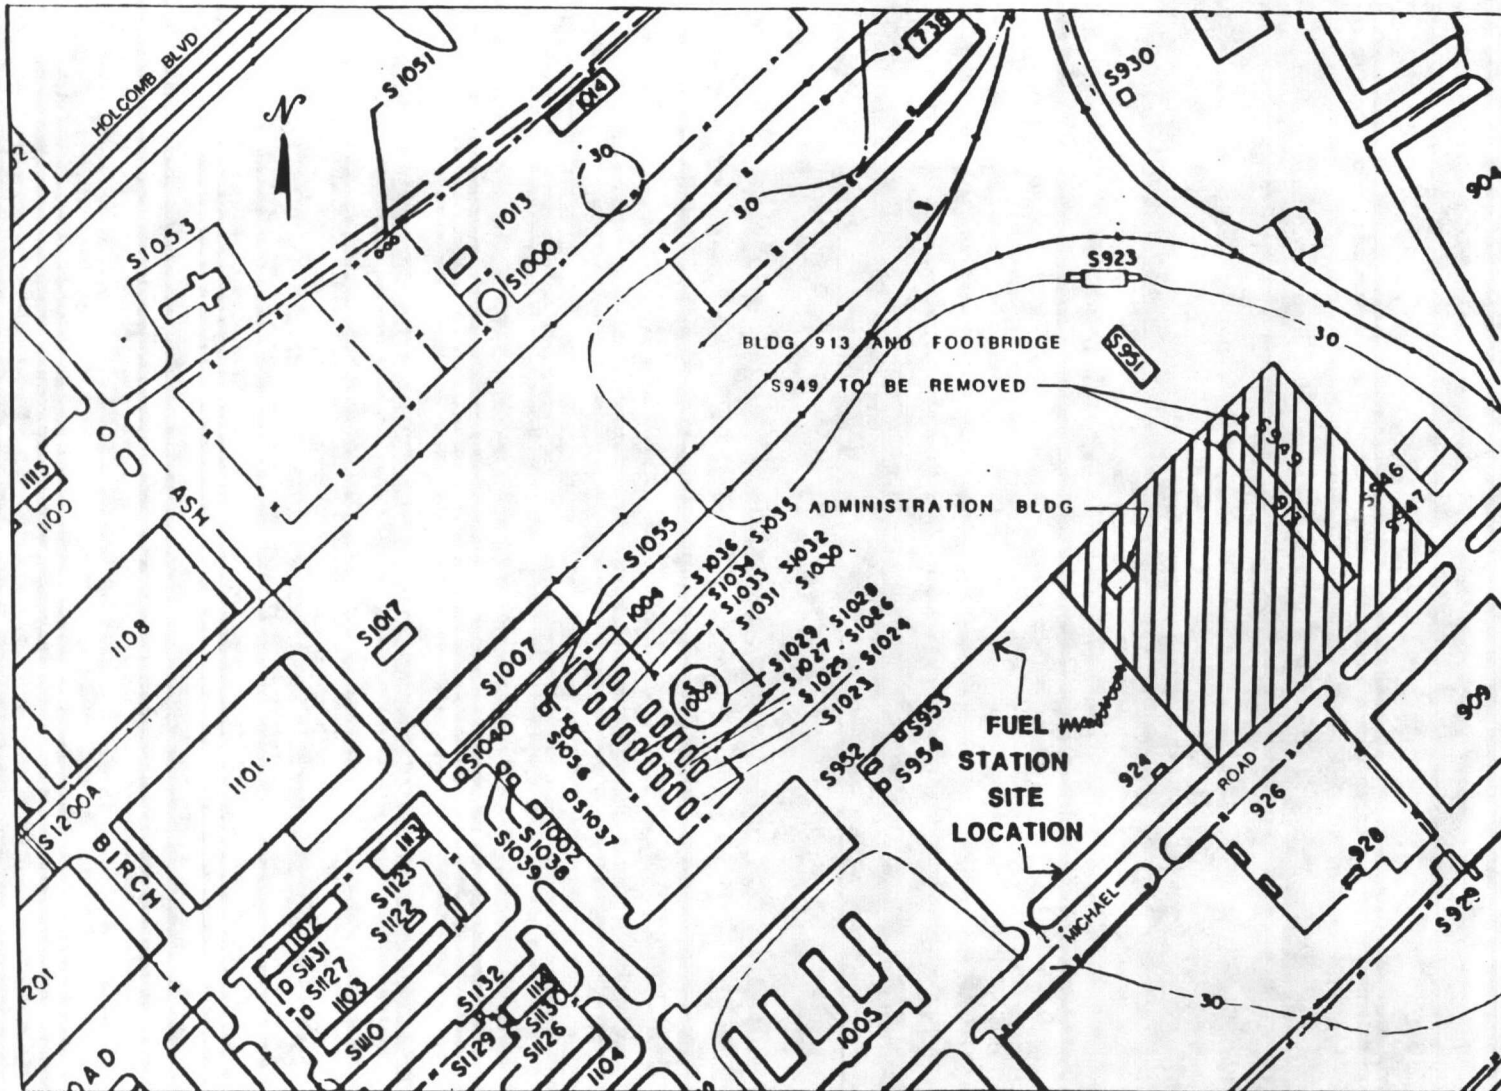 HOLCOMB BLVD
N
S1051
1014
738
S930
904
30
30
1013
S1000
S1053
S923
30
BLDG 913 AND FOOTBRIDGE
S949 TO BE REMOVED
S951
S949
913
S946
S947
1115
1100
ASH
ADMINISTRATION BLDG
S1055
1004
S1036
S1035
S1034
S1033
S1032
S1031
S1030
S1029 - S1028
S1027 - S1026
S1025 - S1024
S1023
1009
1108
S1017
S1007
S1040
S1056
S1037
1002
S1038
S1039
1101
S1200A
BIRCH
S952
S953
S954
FUEL
STATION
SITE
LOCATION
924
MICHAEL
ROAD
926
909
928
S929
30
1113
S1123
S1122
1102
S1131
S1127
1103
S1110
S1132
1114
S1130
S1126
S1129
1104
1005
1201
OAD